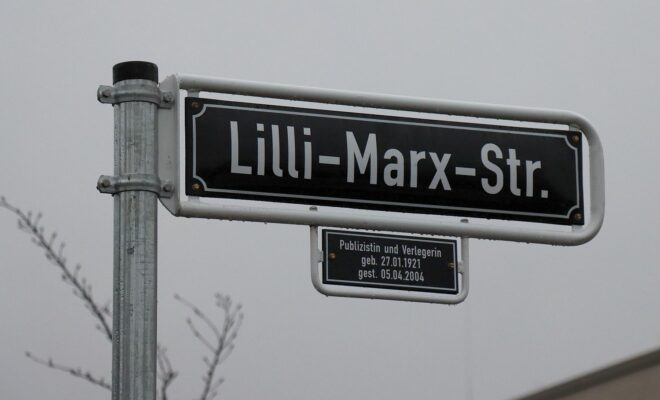 Lilli-Marx-Str.
Publizistin und Verlegerin
geb. 27.01.1921
gest. 05.04.2004